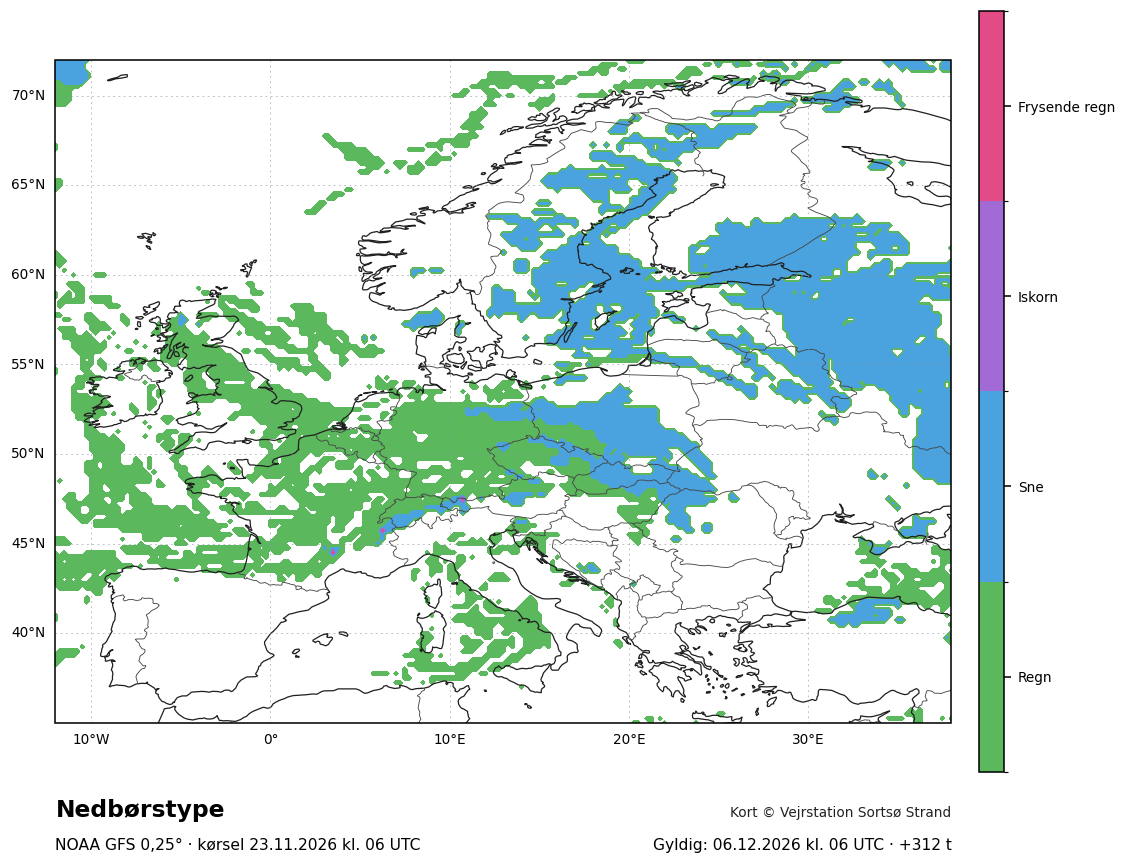 70°N
65°N
60°N
55°N
50°N
45°N
40°N
10°W
0°
10°E
20°E
30°E
Frysende regn
Iskorn
Sne
Regn
Nedbørstype
Kort © Vejrstation Sortsø Strand
NOAA GFS 0,25° · kørsel 23.11.2026 kl. 06 UTC
Gyldig: 06.12.2026 kl. 06 UTC · +312 t